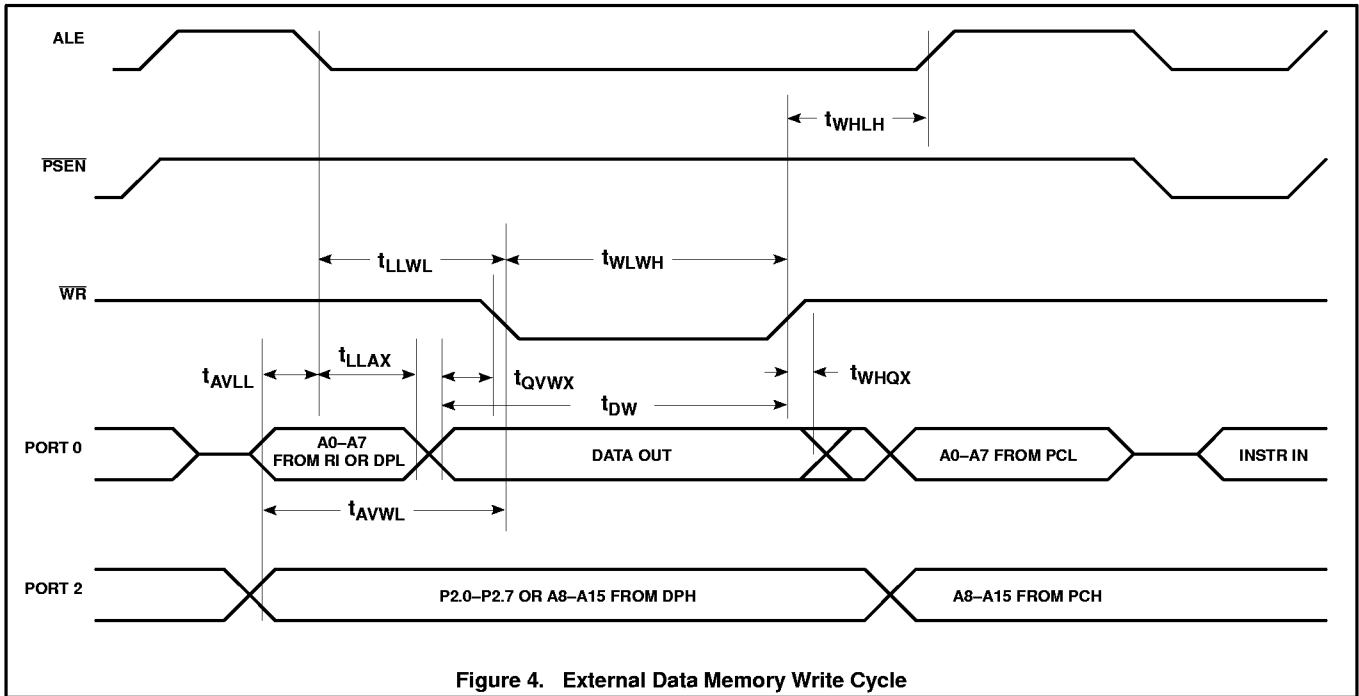 ALE
tWHLH
PSEN
tLLWL
tWLWH
WR
tLLAX
tAVLL
tQVWX
tWHQX
tDW
PORT 0
A0–A7
FROM RI OR DPL
DATA OUT
A0–A7 FROM PCL
INSTR IN
tAVWL
PORT 2
P2.0–P2.7 OR A8–A15 FROM DPH
A8–A15 FROM PCH
Figure 4. External Data Memory Write Cycle